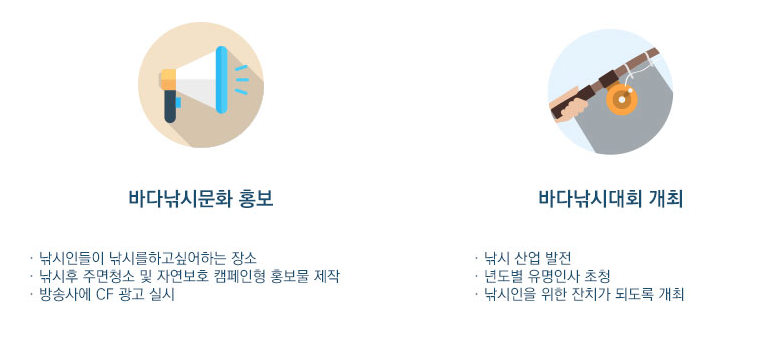 바다낚시문화 홍보
· 낚시인들이 낚시를하고싶어하는 장소
· 낚시후 주면청소 및 자연보호 캠페인형 홍보물 제작
· 방송사에 CF 광고 실시
바다낚시대회 개최
· 낚시 산업 발전
· 년도별 유명인사 초청
· 낚시인을 위한 잔치가 되도록 개최